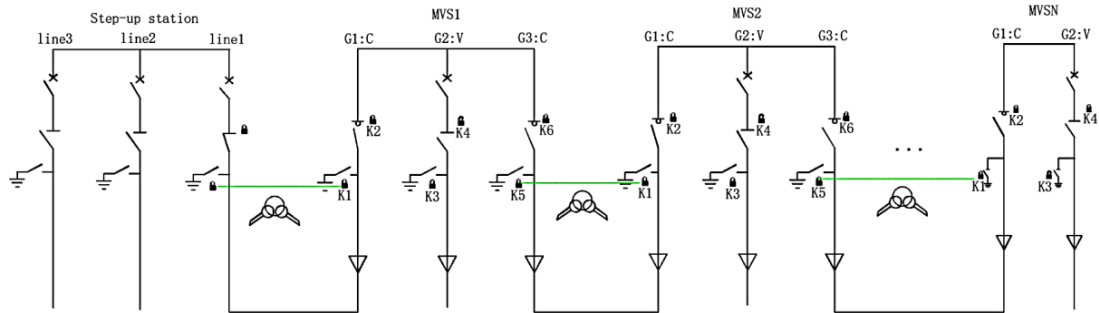 Step-up station
MVS1
MVS2
MVSN
line3 line2 line1
G1:C G2:V G3:C
G1:C G2:V G3:C
G1:C G2:V
K2 K4 K6
K2 K4 K6
K2 K4
K1 K3 K5
K1 K3 K5
K1 K3
...